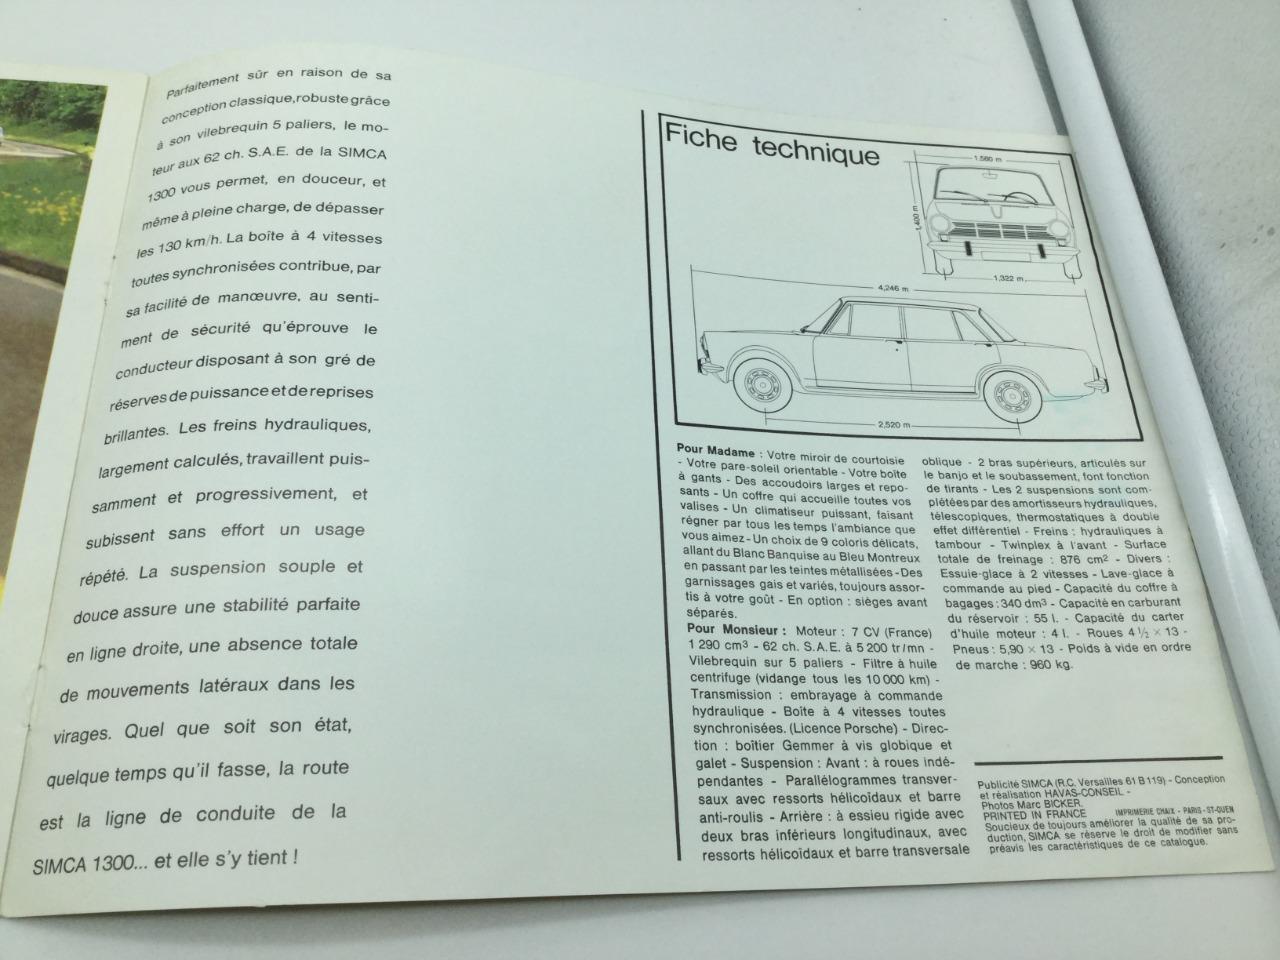 Parfaitement sûr en raison de sa
conception classique, robuste grâce
à son vilebrequin 5 paliers, le mo-
teur aux 62 ch. S.A.E. de la SIMCA
1300 vous permet, en douceur, et
même à pleine charge, de dépasser
les 130 km/h. La boîte à 4 vitesses
toutes synchronisées contribue, par
sa facilité de manœuvre, au senti-
ment de sécurité qu'éprouve le
conducteur disposant à son gré de
réserves de puissance et de reprises
brillantes. Les freins hydrauliques,
largement calculés, travaillent puis-
samment et progressivement, et
subissent sans effort un usage
répété. La suspension souple et
douce assure une stabilité parfaite
en ligne droite, une absence totale
de mouvements latéraux dans les
virages. Quel que soit son état,
quelque temps qu'il fasse, la route
est la ligne de conduite de la
SIMCA 1300... et elle s'y tient !
Fiche technique
1,580 m
1,400 m
1,322 m
4,246 m
2,520 m
Pour Madame : Votre miroir de courtoisie
- Votre pare-soleil orientable - Votre boîte
à gants - Des accoudoirs larges et repo-
sants - Un coffre qui accueille toutes vos
valises - Un climatiseur puissant, faisant
régner par tous les temps l'ambiance que
vous aimez - Un choix de 9 coloris délicats,
allant du Blanc Banquise au Bleu Montreux
en passant par les teintes métallisées - Des
garnissages gais et variés, toujours assor-
tis à votre goût - En option : sièges avant
séparés.
Pour Monsieur : Moteur : 7 CV (France)
1 290 cm³ - 62 ch. S.A.E. à 5 200 tr/mn -
Vilebrequin sur 5 paliers - Filtre à huile
centrifuge (vidange tous les 10 000 km) -
Transmission : embrayage à commande
hydraulique - Boîte à 4 vitesses toutes
synchronisées. (Licence Porsche) - Direc-
tion : boîtier Gemmer à vis globique et
galet - Suspension : Avant : à roues indé-
pendantes - Parallélogrammes transver-
saux avec ressorts hélicoïdaux et barre
anti-roulis - Arrière : à essieu rigide avec
deux bras inférieurs longitudinaux, avec
ressorts hélicoïdaux et barre transversale
oblique - 2 bras supérieurs, articulés sur
le banjo et le soubassement, font fonction
de tirants - Les 2 suspensions sont com-
plétées par des amortisseurs hydrauliques,
télescopiques, thermostatiques à double
effet différentiel - Freins : hydrauliques à
tambour - Twinplex à l'avant - Surface
totale de freinage : 876 cm² - Divers :
Essuie-glace à 2 vitesses - Lave-glace à
commande au pied - Capacité du coffre à
bagages : 340 dm³ - Capacité en carburant
du réservoir : 55 l. - Capacité du carter
d'huile moteur : 4 l. - Roues 4 ½ × 13 -
Pneus : 5,90 × 13 - Poids à vide en ordre
de marche : 960 kg.
Publicité SIMCA (R.C. Versailles 61 B 119) - Conception
et réalisation HAVAS-CONSEIL -
Photos Marc BICKER.
PRINTED IN FRANCE IMPRIMERIE CHAIX - PARIS - ST-OUEN
Soucieux de toujours améliorer la qualité de sa pro-
duction, SIMCA se réserve le droit de modifier sans
préavis les caractéristiques de ce catalogue.